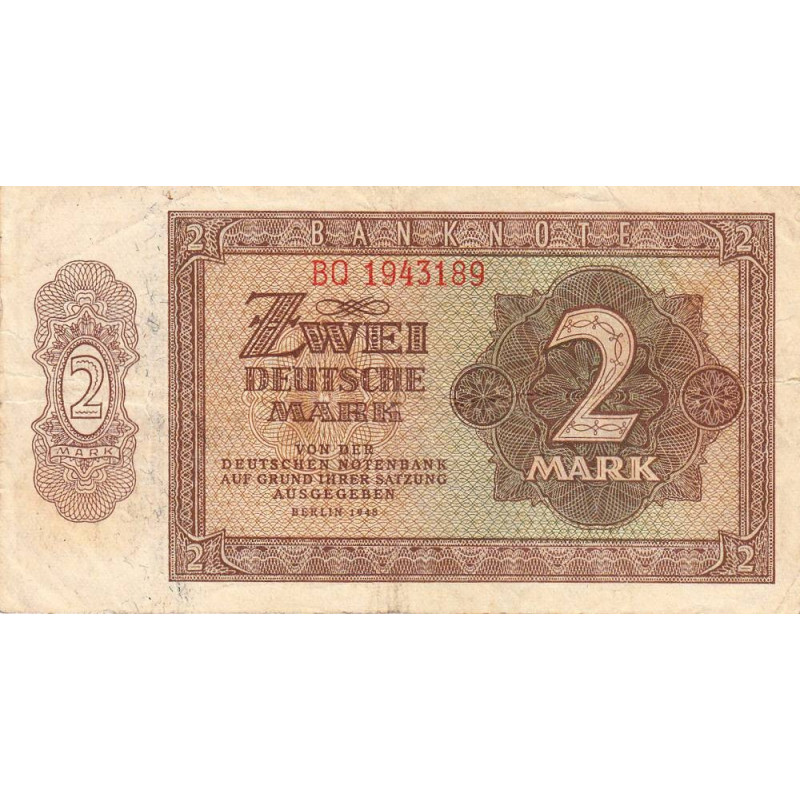 2 BANKNOTE 2
BQ 1943189
ZWEI
DEUTSCHE
MARK
VON DER
DEUTSCHEN NOTENBANK
AUF GRUND IHRER SATZUNG
AUSGEGEBEN
BERLIN 1948
2
MARK
2
MARK
2 2